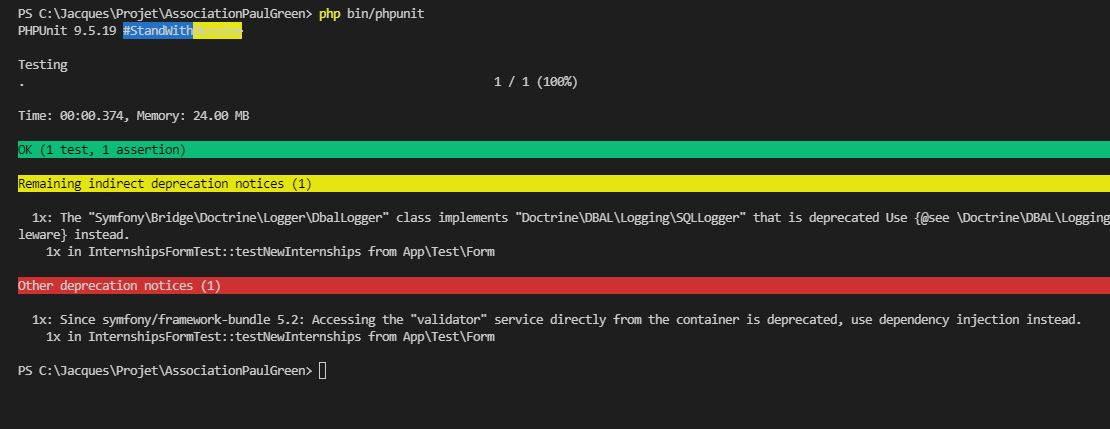 PS C:\Jacques\Projet\AssociationPaulGreen> php bin/phpunit
PHPUnit 9.5.19 #StandWith
Testing
. 1 / 1 (100%)
Time: 00:00.374, Memory: 24.00 MB
OK (1 test, 1 assertion)
Remaining indirect deprecation notices (1)
1x: The "Symfony\Bridge\Doctrine\Logger\DbalLogger" class implements "Doctrine\DBAL\Logging\SQLLogger" that is deprecated Use {@see \Doctrine\DBAL\Logging
leware} instead.
1x in InternshipsFormTest::testNewInternships from App\Test\Form
Other deprecation notices (1)
1x: Since symfony/framework-bundle 5.2: Accessing the "validator" service directly from the container is deprecated, use dependency injection instead.
1x in InternshipsFormTest::testNewInternships from App\Test\Form
PS C:\Jacques\Projet\AssociationPaulGreen>